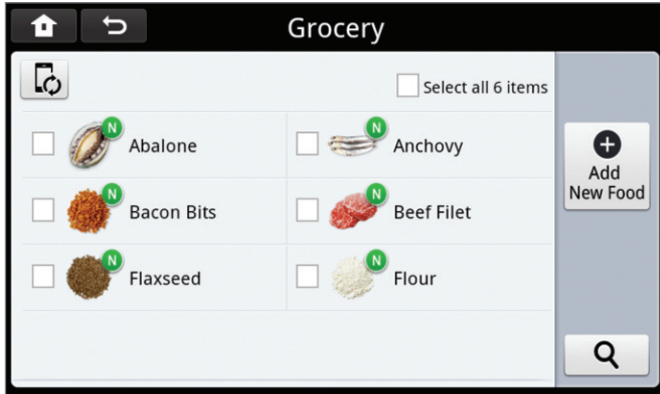 Grocery
Select all 6 items
N
Abalone
N
Anchovy
N
Bacon Bits
N
Beef Filet
N
Flaxseed
N
Flour
Add
New Food